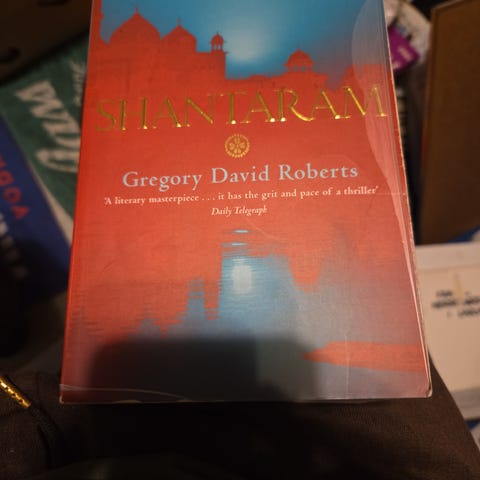 SHANTARAM
Gregory David Roberts
'A literary masterpiece . . . it has the grit and pace of a thriller'
Daily Telegraph